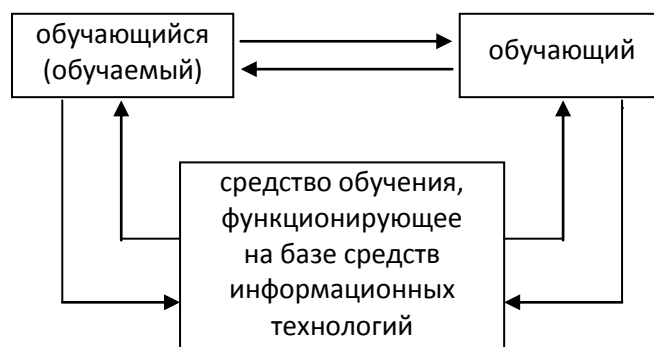 обучающийся
(обучаемый)
обучающий
средство обучения,
функционирующее
на базе средств
информационных
технологий